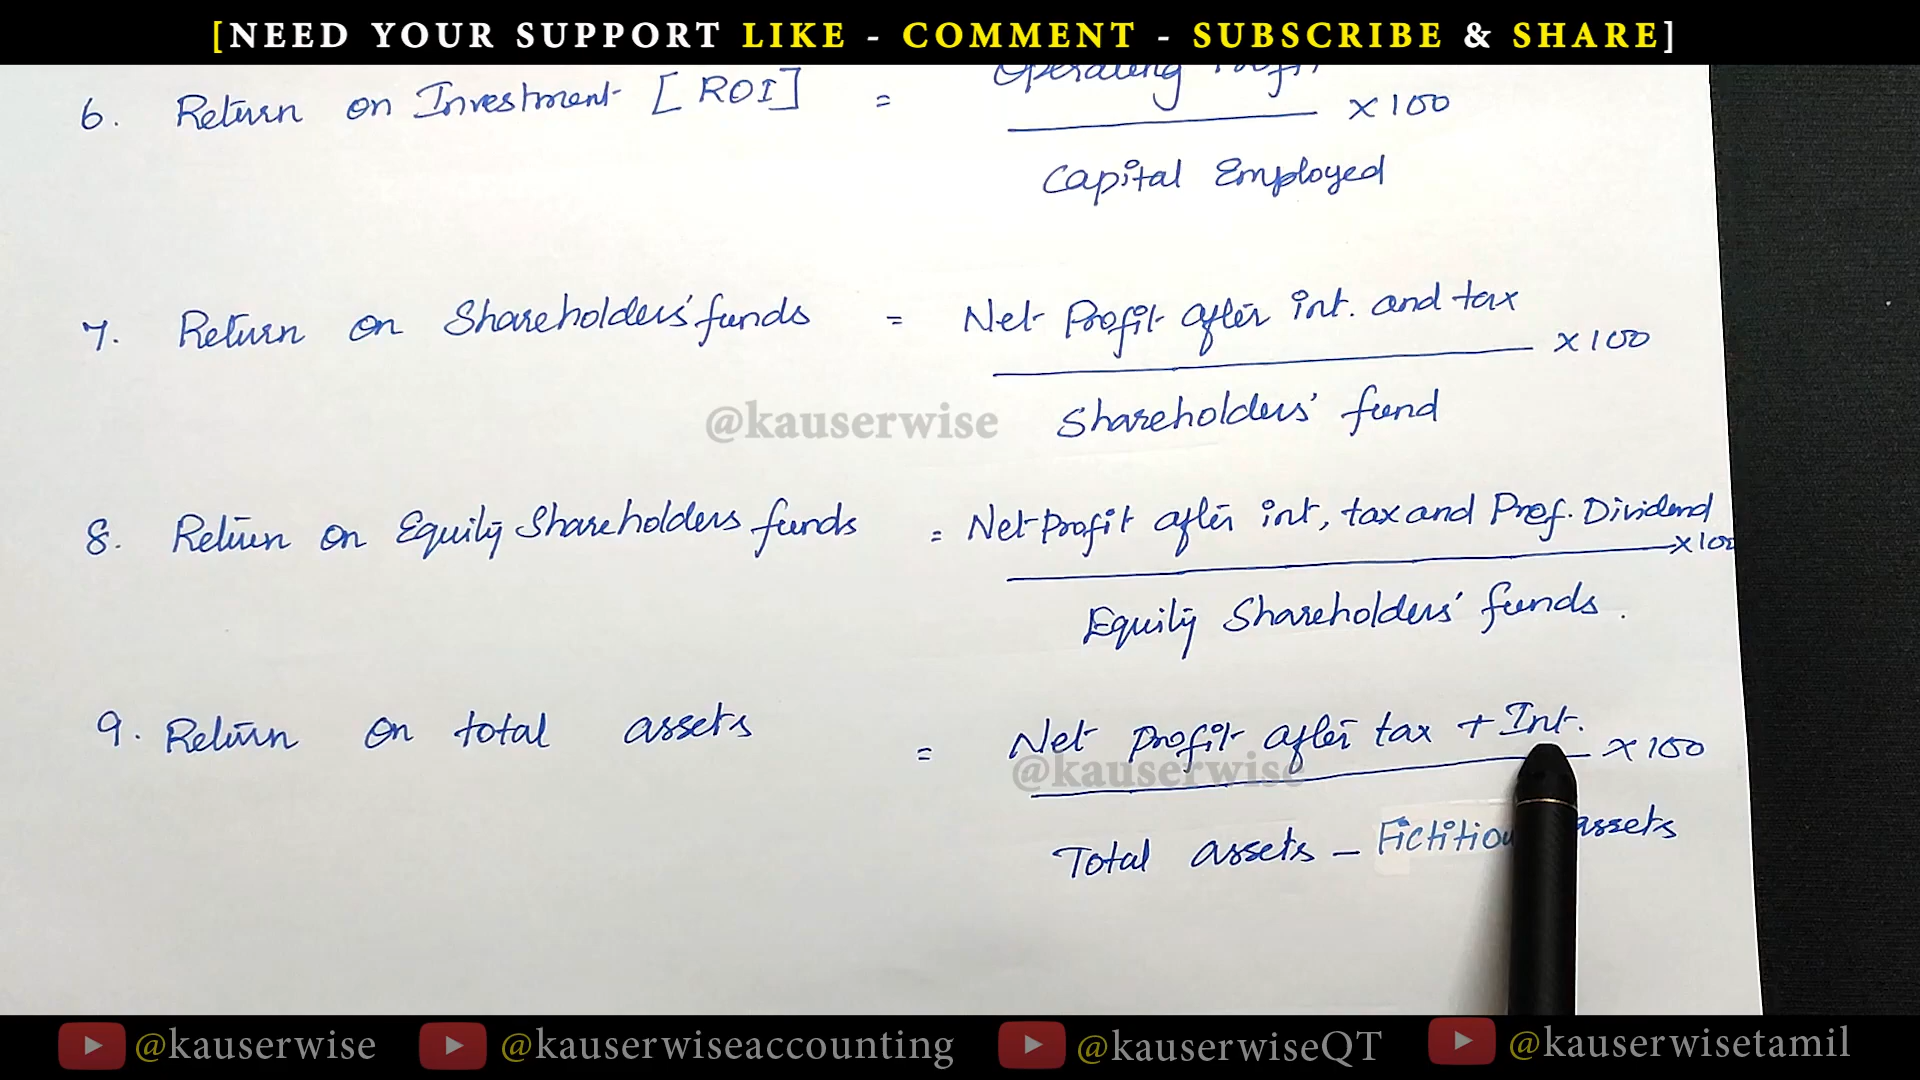 [NEED YOUR SUPPORT LIKE - COMMENT - SUBSCRIBE & SHARE]
6. Return on Investment [ROI] = Operating Profit × 100
Capital Employed
7. Return on Shareholders' funds = Net Profit after int. and tax × 100
@kauserwise
Shareholders' fund
8. Return on Equity Shareholders funds = Net Profit after int, tax and Pref. Dividend × 100
Equity Shareholders' funds.
9. Return on total assets = Net Profit after tax + Int. × 100
@kauserwise
Total assets - assets
@kauserwise @kauserwiseaccounting @kauserwiseQT @kauserwisetamil